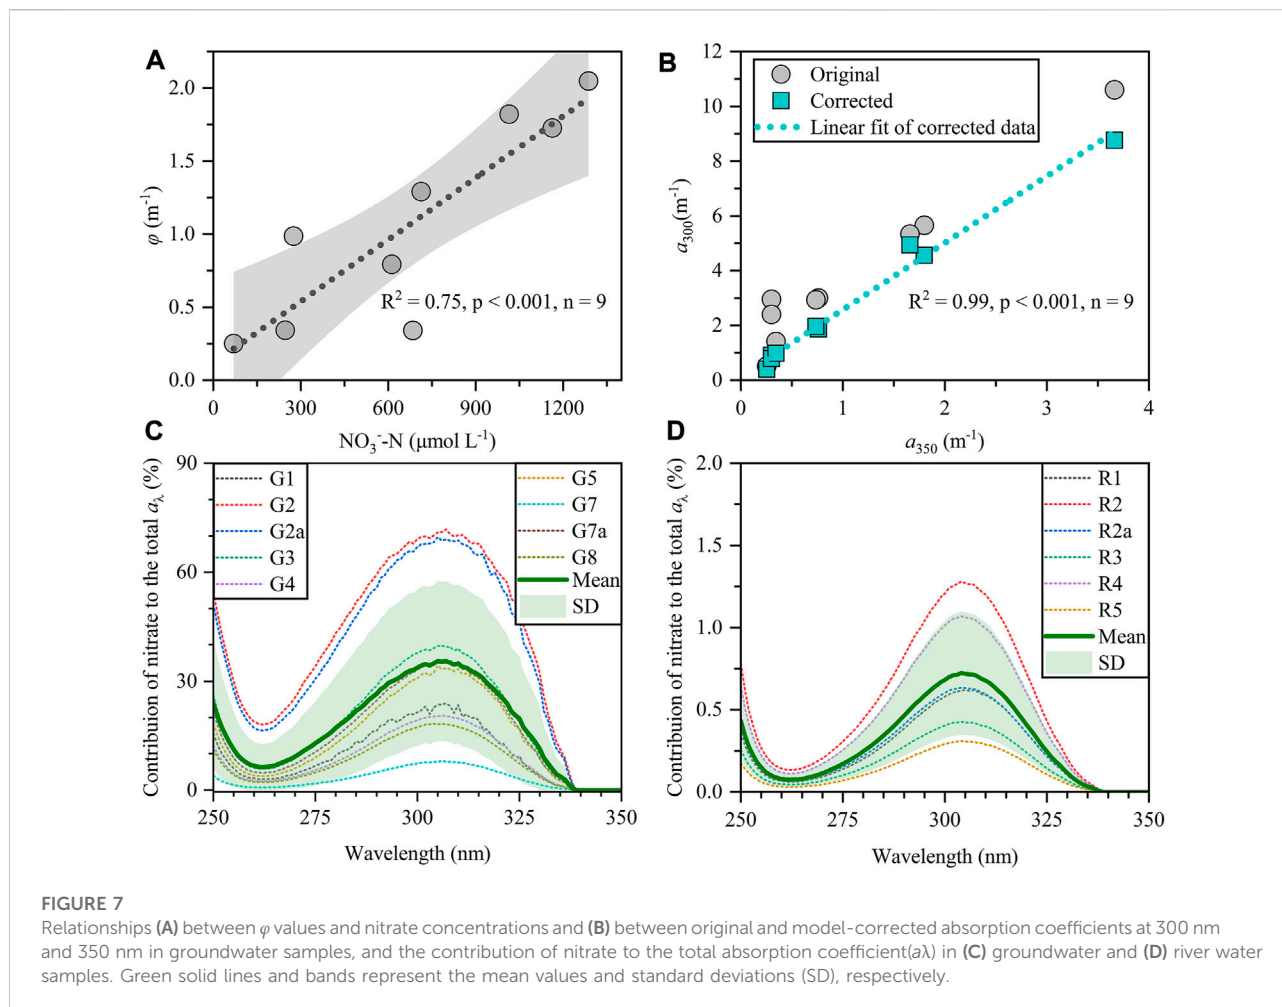 A
2.0
1.5
1.0
0.5
0.0
φ (m-1)
R2 = 0.75, p < 0.001, n = 9
0 300 600 900 1200
NO3--N (μmol L-1)
B
12
10
8
6
4
2
0
a300(m-1)
Original
Corrected
Linear fit of corrected data
R2 = 0.99, p < 0.001, n = 9
0 1 2 3 4
a350 (m-1)
C
90
60
30
0
Contribuion of nitrate to the total aλ (%)
G1
G2
G2a
G3
G4
G5
G7
G7a
G8
Mean
SD
250 275 300 325 350
Wavelength (nm)
D
2.0
1.5
1.0
0.5
0.0
Contribuion of nitrate to the total aλ (%)
R1
R2
R2a
R3
R4
R5
Mean
SD
250 275 300 325 350
Wavelength (nm)
FIGURE 7
Relationships (A) between φ values and nitrate concentrations and (B) between original and model-corrected absorption coefficients at 300 nm
and 350 nm in groundwater samples, and the contribution of nitrate to the total absorption coefficient(aλ) in (C) groundwater and (D) river water
samples. Green solid lines and bands represent the mean values and standard deviations (SD), respectively.